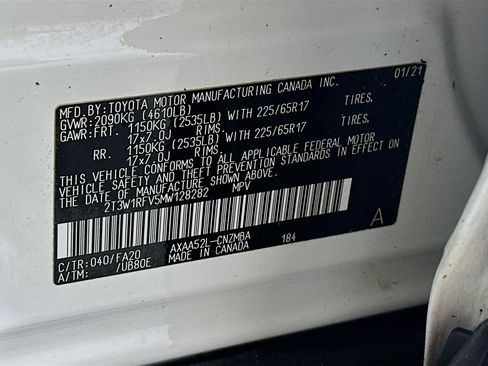 MFD.BY:TOYOTA MOTOR MANUFACTURING CANADA INC. 01/21
GVWR:2090KG (4610LB)
GAWR:FRT. 1150KG (2535LB) WITH 225/65R17 TIRES.
17x7.0J RIMS.
RR. 1150KG (2535LB) WITH 225/65R17 TIRES.
17x7.0J RIMS.
THIS VEHICLE CONFORMS TO ALL APPLICABLE FEDERAL MOTOR
VEHICLE SAFETY AND THEFT PREVENTION STANDARDS IN EFFECT ON THE DATE OF MANUFACTURE SHOWN ABOVE.
2T3W1RFV5MW128282 MPV
A
C/TR:040/FA20 AXAA52L-CNZMBA 184
A/TM: /UB80E MADE IN CANADA